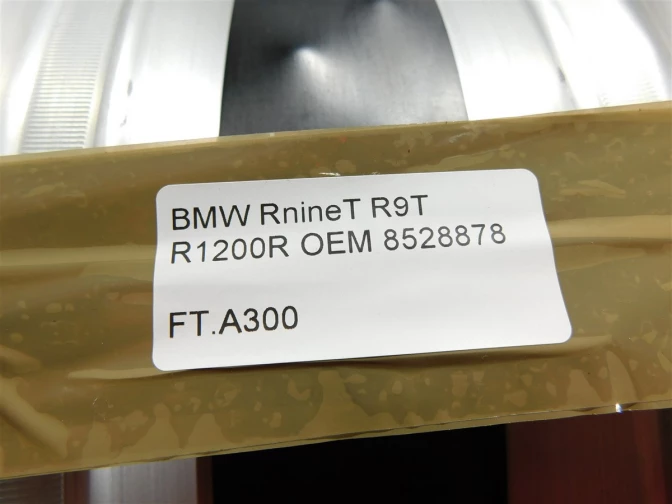 BMW RnineT R9T
R1200R OEM 8528878
FT.A300